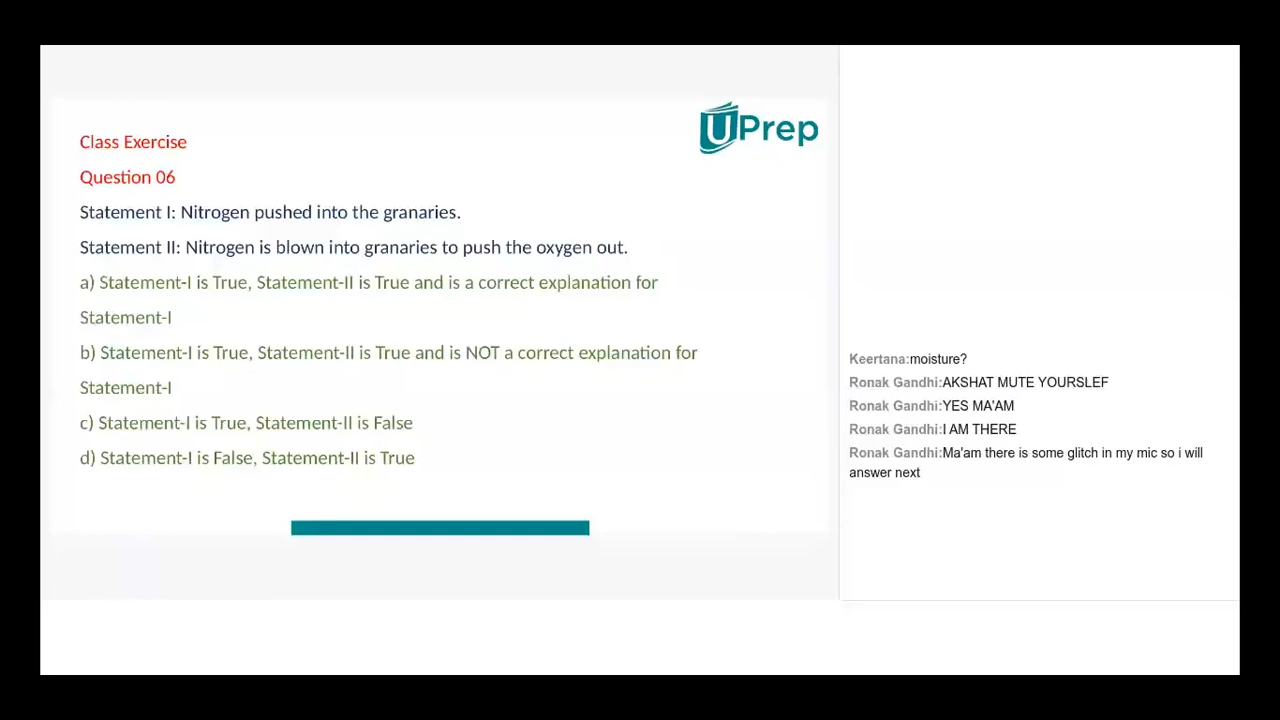 UPrep
Class Exercise
Question 06
Statement I: Nitrogen pushed into the granaries.
Statement II: Nitrogen is blown into granaries to push the oxygen out.
a) Statement-I is True, Statement-II is True and is a correct explanation for
Statement-I
b) Statement-I is True, Statement-II is True and is NOT a correct explanation for
Statement-I
c) Statement-I is True, Statement-II is False
d) Statement-I is False, Statement-II is True
Keertana:moisture?
Ronak Gandhi:AKSHAT MUTE YOURSLEF
Ronak Gandhi:YES MA'AM
Ronak Gandhi:I AM THERE
Ronak Gandhi:Ma'am there is some glitch in my mic so i will
answer next